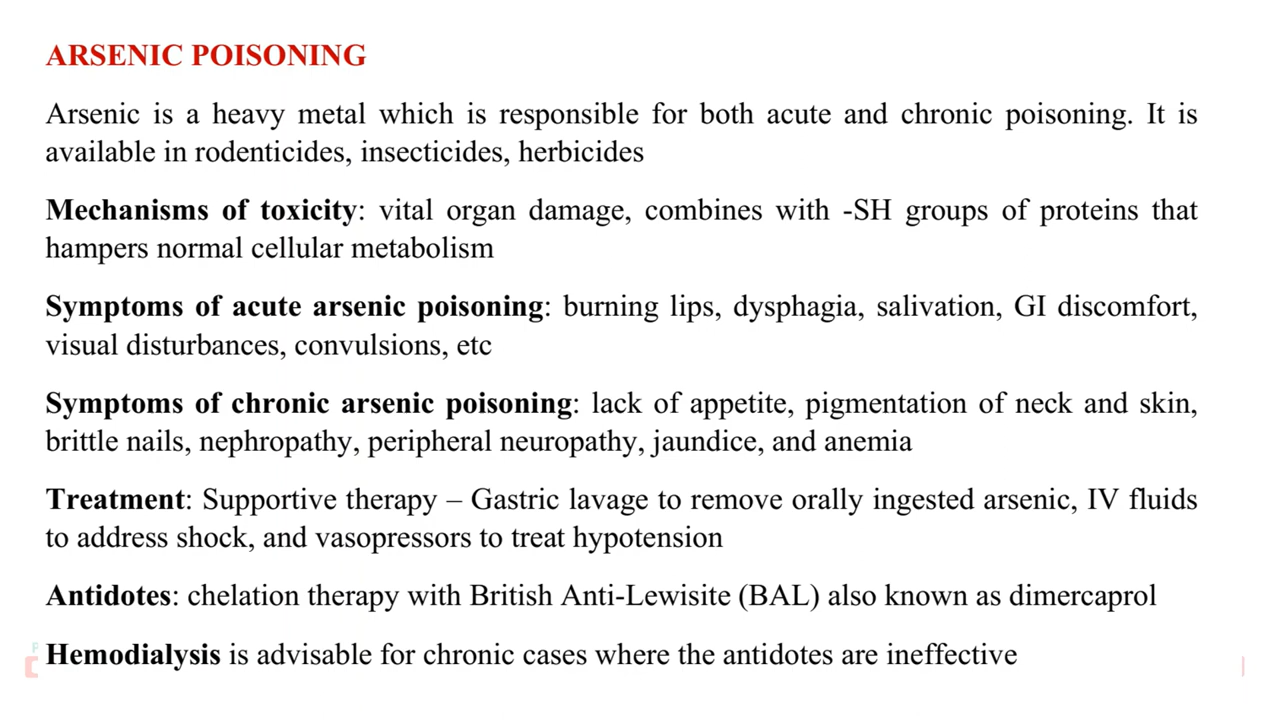 ARSENIC POISONING
Arsenic is a heavy metal which is responsible for both acute and chronic poisoning. It is
available in rodenticides, insecticides, herbicides
Mechanisms of toxicity: vital organ damage, combines with -SH groups of proteins that
hampers normal cellular metabolism
Symptoms of acute arsenic poisoning: burning lips, dysphagia, salivation, GI discomfort,
visual disturbances, convulsions, etc
Symptoms of chronic arsenic poisoning: lack of appetite, pigmentation of neck and skin,
brittle nails, nephropathy, peripheral neuropathy, jaundice, and anemia
Treatment: Supportive therapy – Gastric lavage to remove orally ingested arsenic, IV fluids
to address shock, and vasopressors to treat hypotension
Antidotes: chelation therapy with British Anti-Lewisite (BAL) also known as dimercaprol
Hemodialysis is advisable for chronic cases where the antidotes are ineffective